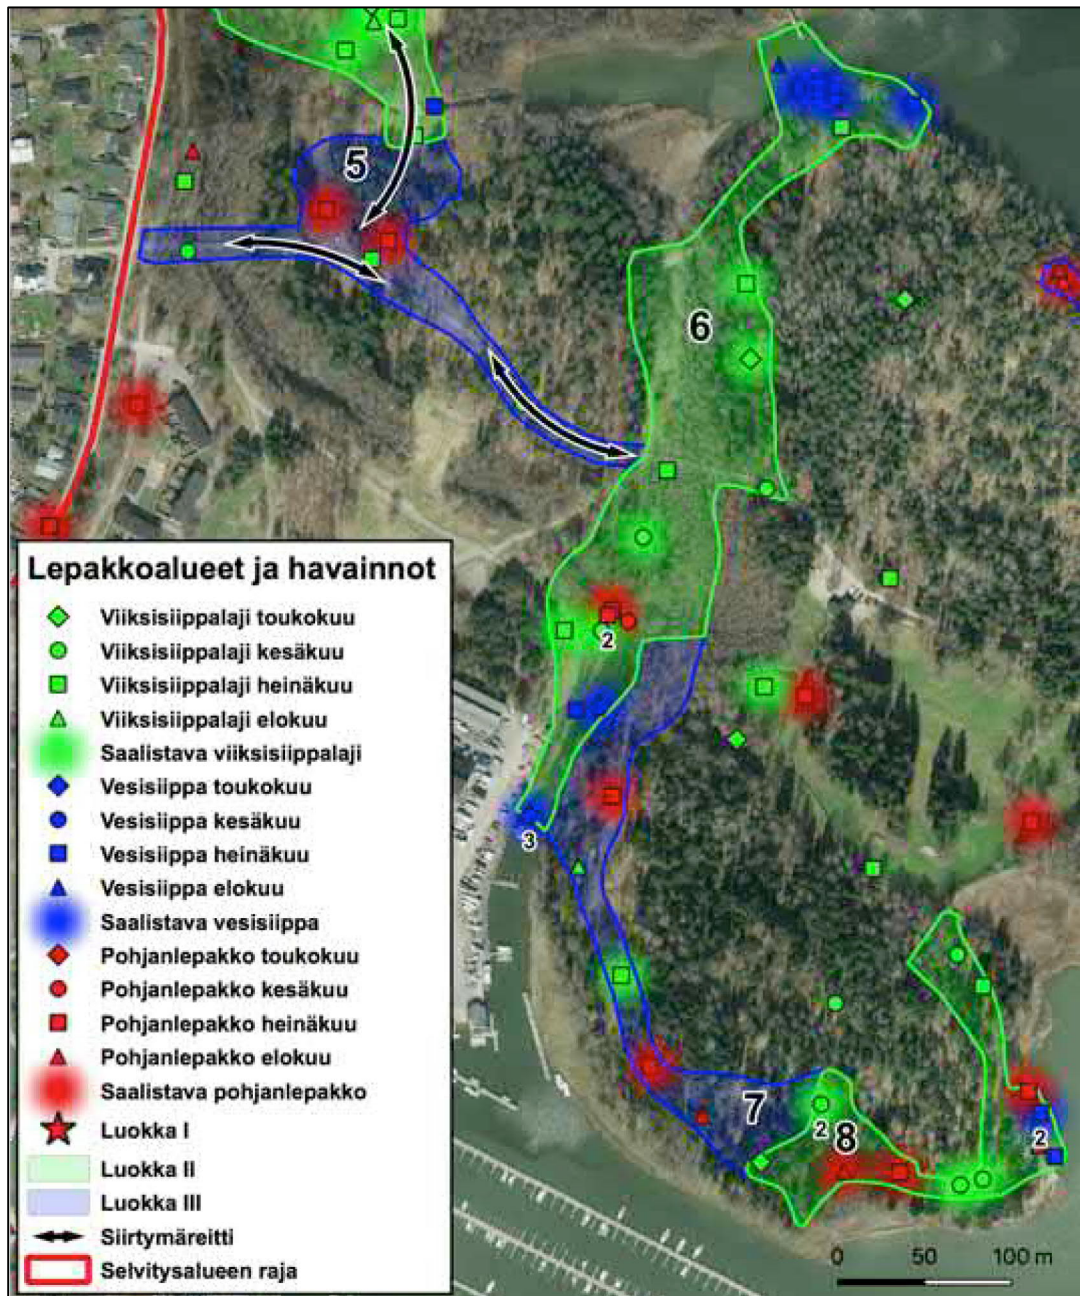 5
6
2
3
7
2
8
2
Lepakkoalueet ja havainnot
Viiksisiippalaji toukokuu
Viiksisiippalaji kesäkuu
Viiksisiippalaji heinäkuu
Viiksisiippalaji elokuu
Saalistava viiksisiippalaji
Vesisiippa toukokuu
Vesisiippa kesäkuu
Vesisiippa heinäkuu
Vesisiippa elokuu
Saalistava vesisiippa
Pohjanlepakko toukokuu
Pohjanlepakko kesäkuu
Pohjanlepakko heinäkuu
Pohjanlepakko elokuu
Saalistava pohjanlepakko
Luokka I
Luokka II
Luokka III
Siirtymäreitti
Selvitysalueen raja
0 50 100 m